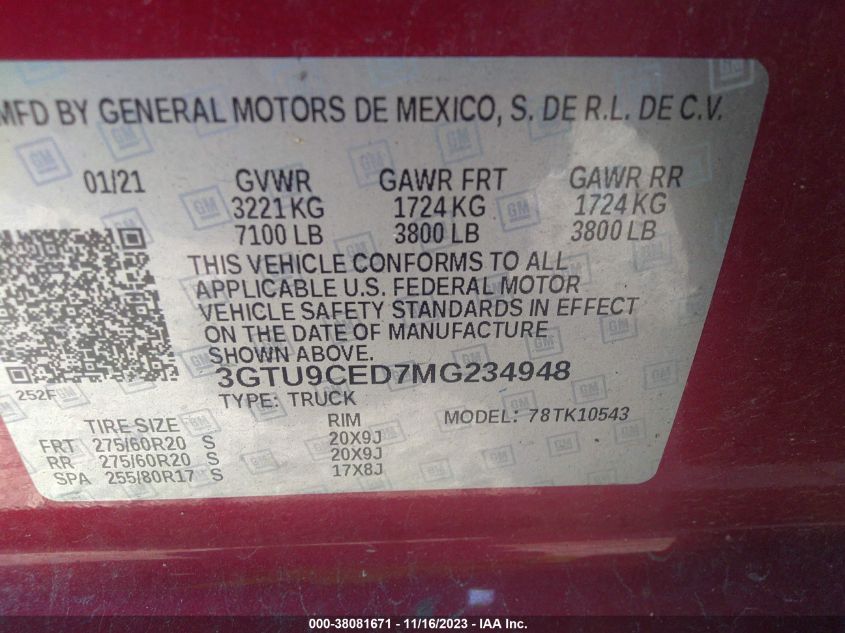 MFD BY GENERAL MOTORS DE MEXICO, S. DE R.L. DE C.V.
01/21 GVWR GAWR FRT GAWR RR
3221 KG 1724 KG 1724 KG
7100 LB 3800 LB 3800 LB
THIS VEHICLE CONFORMS TO ALL
APPLICABLE U.S. FEDERAL MOTOR
VEHICLE SAFETY STANDARDS IN EFFECT
ON THE DATE OF MANUFACTURE
SHOWN ABOVE.
3GTU9CED7MG234948
252F
TYPE: TRUCK
MODEL: 78TK10543
TIRE SIZE RIM
FRT 275/60R20 S 20X9J
RR 275/60R20 S 20X9J
SPA 255/80R17 S 17X8J
000-38081671 - 11/16/2023 - IAA Inc.